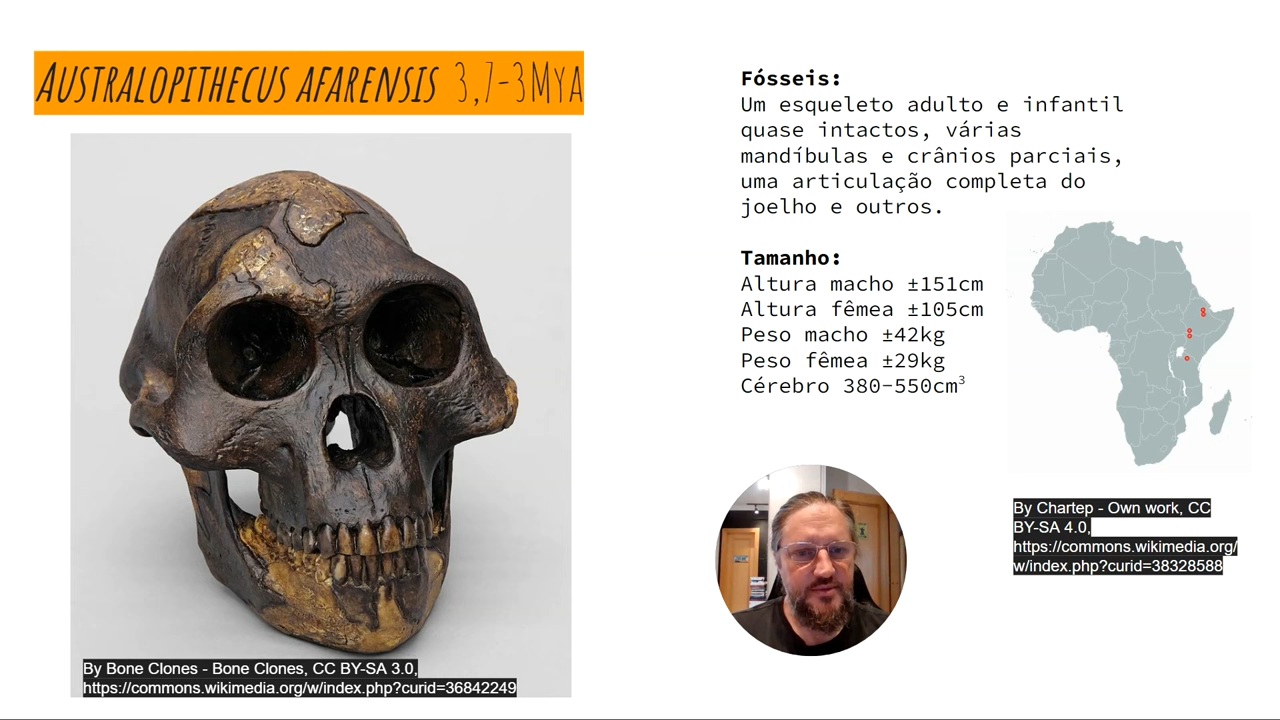 AUSTRALOPITHECUS AFARENSIS 3,7-3MYA
Fósseis:
Um esqueleto adulto e infantil
quase intactos, várias
mandíbulas e crânios parciais,
uma articulação completa do
joelho e outros.
Tamanho:
Altura macho ±151cm
Altura fêmea ±105cm
Peso macho ±42kg
Peso fêmea ±29kg
Cérebro 380-550cm³
By Chartep - Own work, CC
BY-SA 4.0,
https://commons.wikimedia.org/
w/index.php?curid=38328588
By Bone Clones - Bone Clones, CC BY-SA 3.0,
https://commons.wikimedia.org/w/index.php?curid=36842249